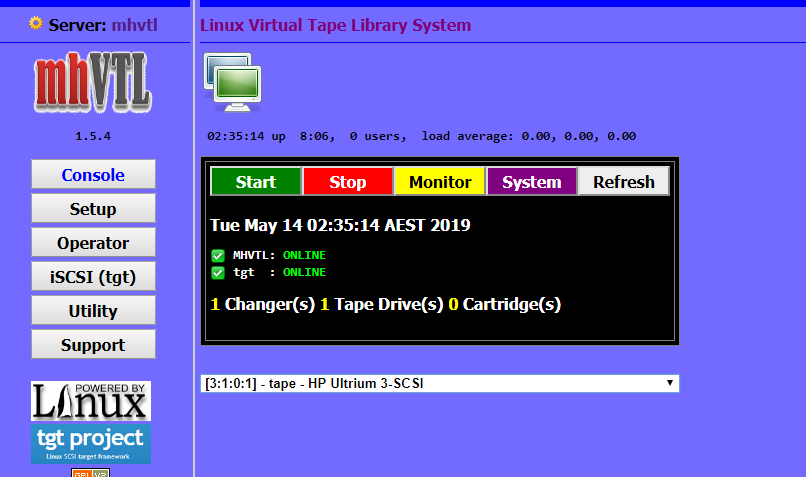 Server: mhvtl
mhVTL
1.5.4
Console
Setup
Operator
iSCSI (tgt)
Utility
Support
POWERED BY
Linux
tgt project
Linux SCSI target framework
Linux Virtual Tape Library System
02:35:14 up 8:06, 0 users, load average: 0.00, 0.00, 0.00
Start Stop Monitor System Refresh
Tue May 14 02:35:14 AEST 2019
MHVTL: ONLINE
tgt : ONLINE
1 Changer(s) 1 Tape Drive(s) 0 Cartridge(s)
[3:1:0:1] - tape - HP Ultrium 3-SCSI